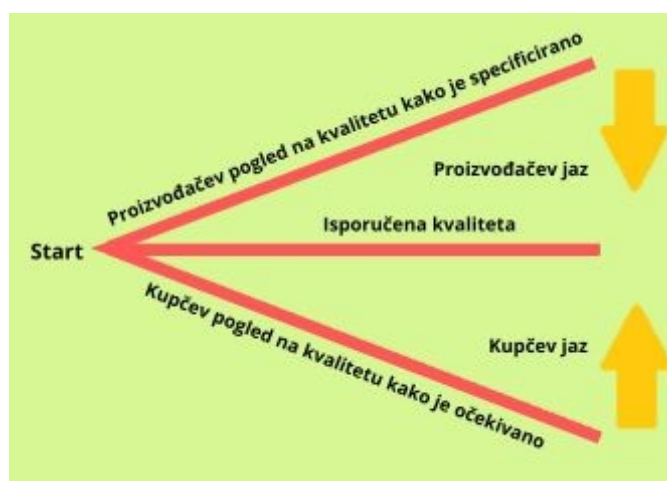 Proizvođačev pogled na kvalitetu kako je specificirano
Proizvođačev jaz
Isporučena kvaliteta
Start
Kupčev jaz
Kupčev pogled na kvalitetu kako je očekivano